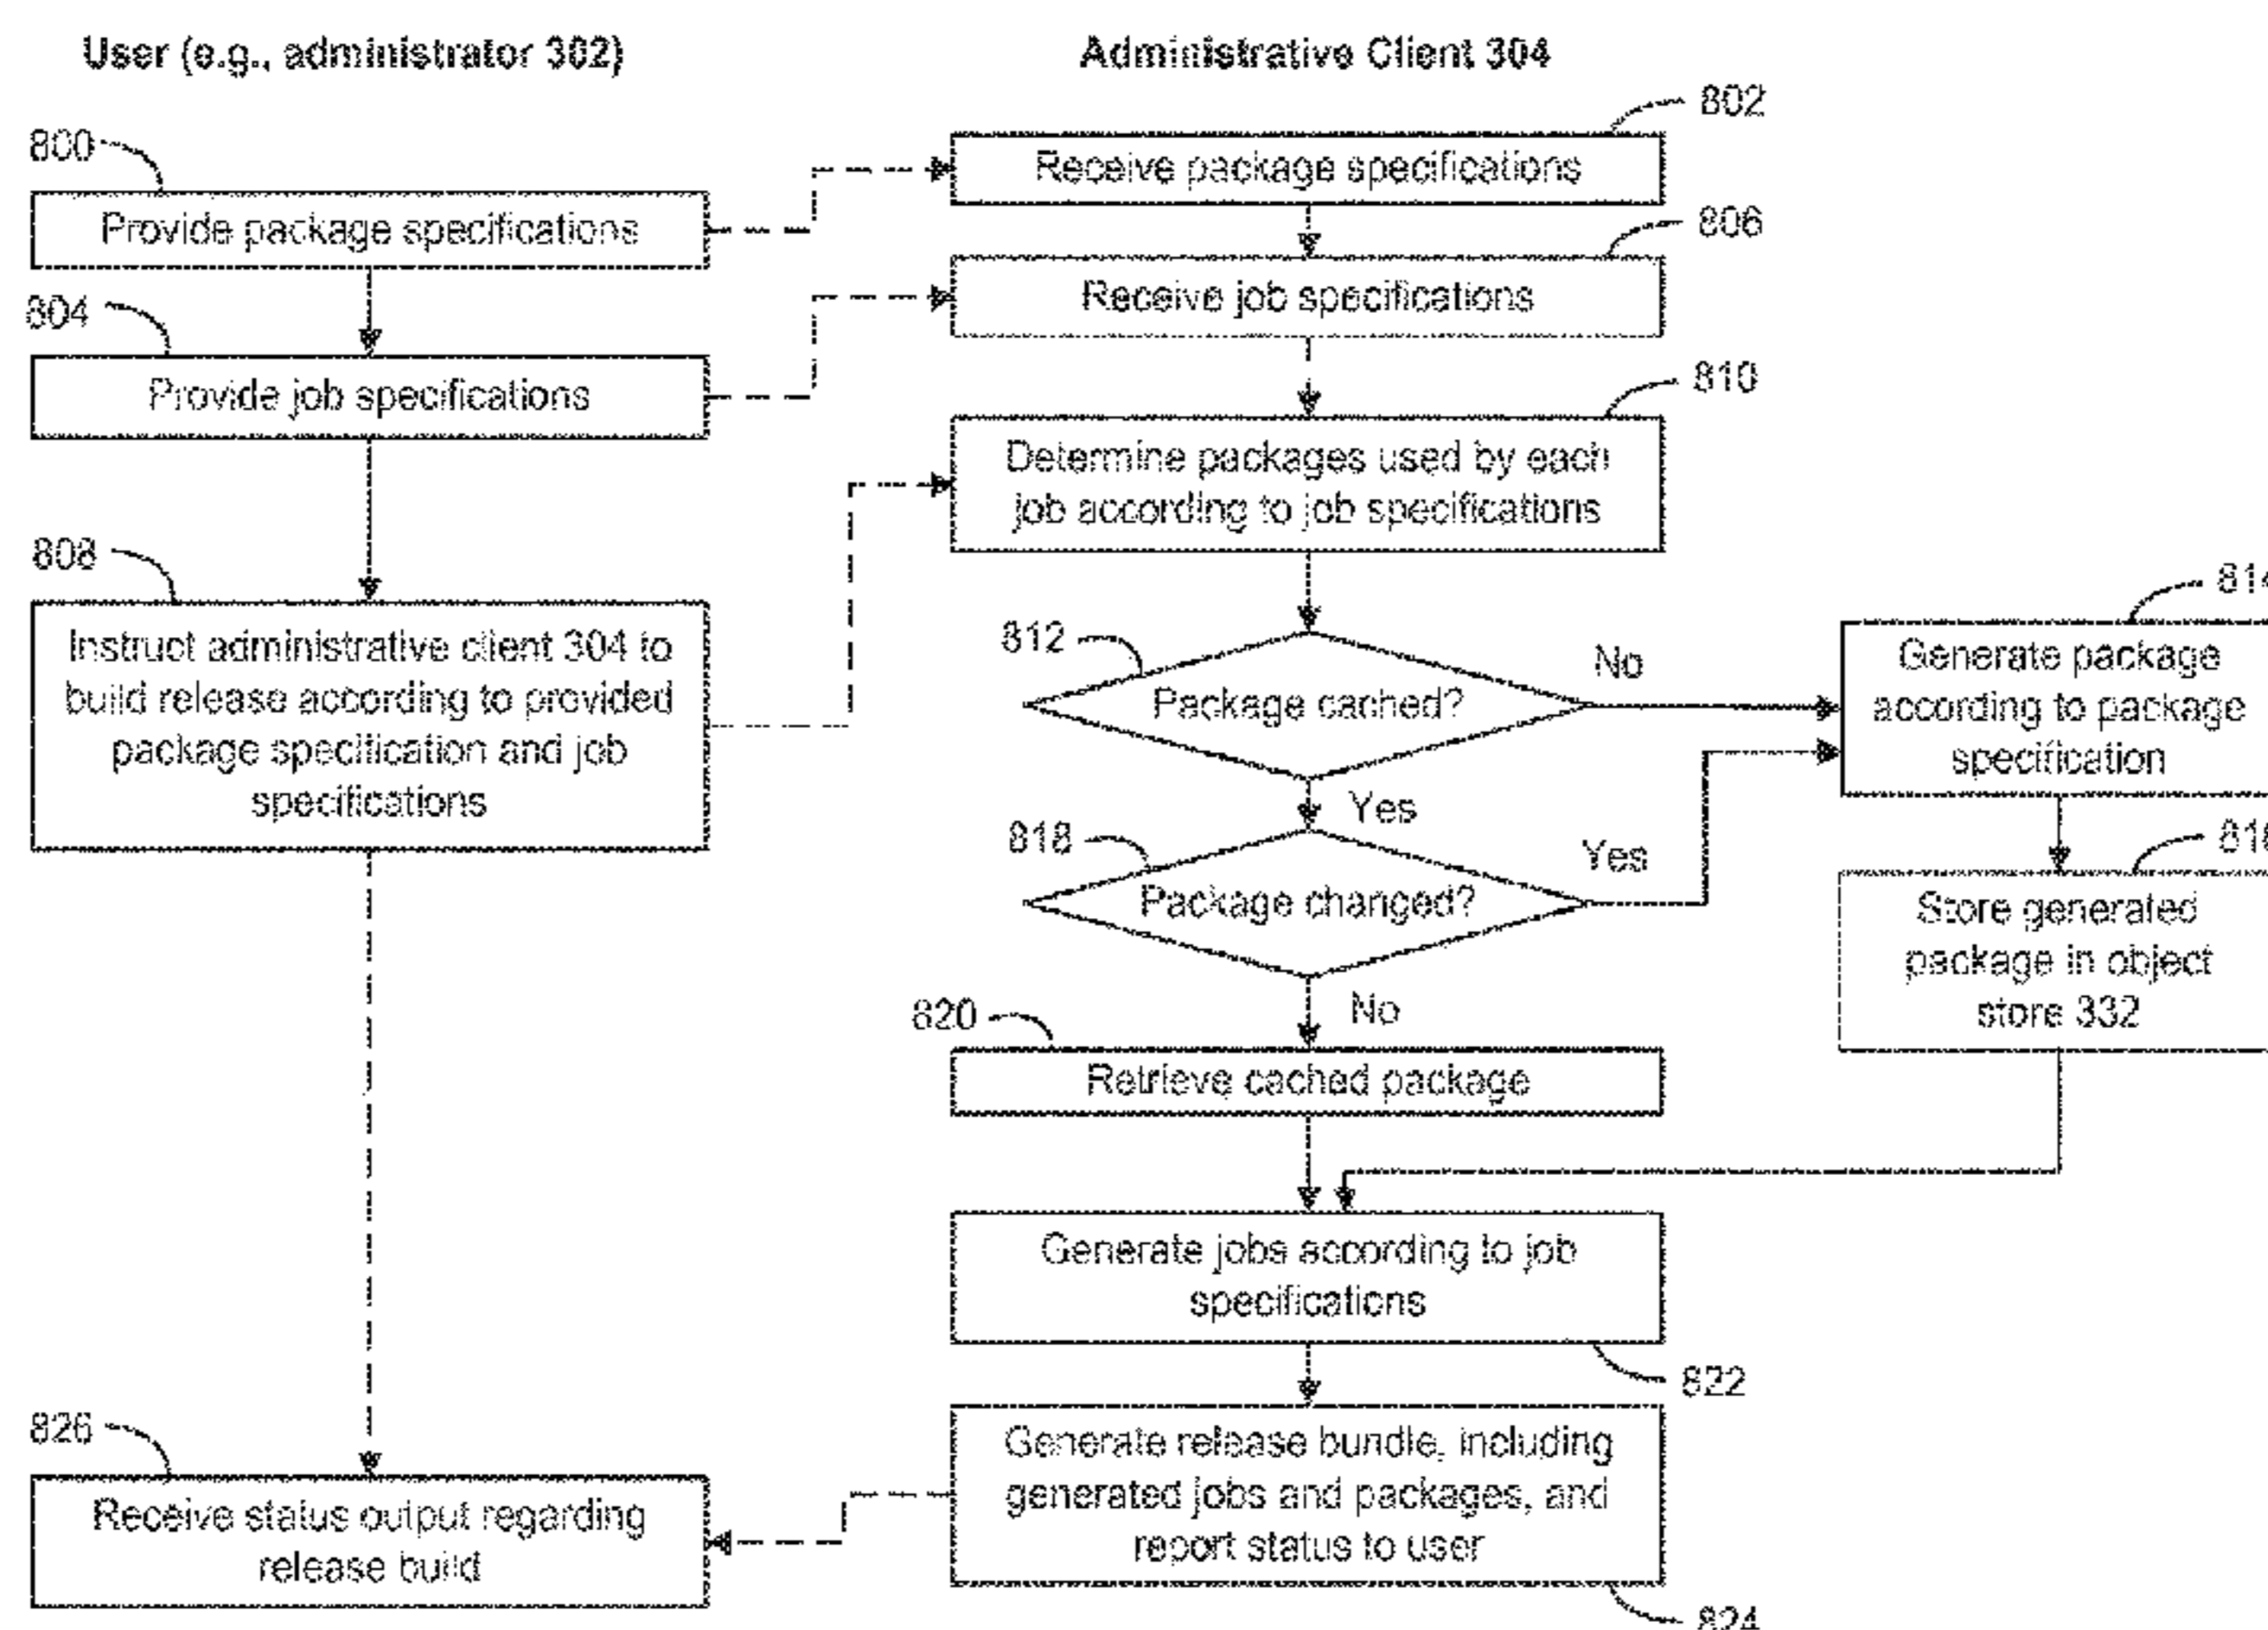 User (e.g., administrator 302)
Administrative Client 304
800
Provide package specifications
802
Receive package specifications
804
Provide job specifications
806
Receive job specifications
808
Instruct administrative client 304 to
build release according to provided
package specification and job
specifications
810
Determine packages used by each
job according to job specifications
812
Package cached?
No
Yes
814
Generate package
according to package
specification
816
Store generated
package in object
store 332
818
Package changed?
Yes
No
820
Retrieve cached package
Generate jobs according to job
specifications
822
Generate release bundle, including
generated jobs and packages, and
report status to user
824
826
Receive status output regarding
release build